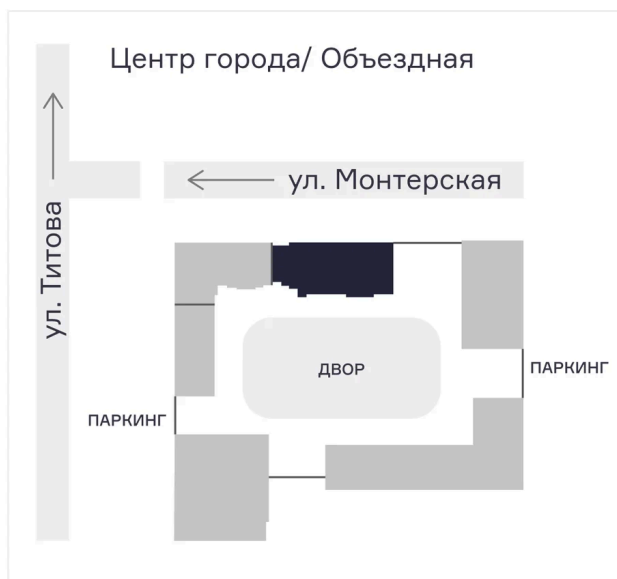 Центр города/ Объездная
ул. Монтерская
ул. Титова
ДВОР
ПАРКИНГ
ПАРКИНГ